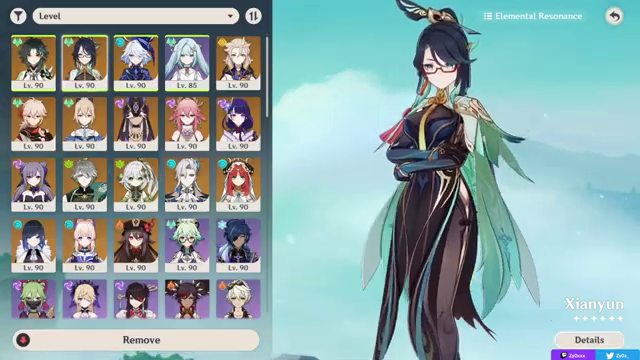 Level
Elemental Resonance
Lv. 90 Lv. 90 Lv. 90 Lv. 85 Lv. 90
Lv. 90 Lv. 90 Lv. 90 Lv. 90 Lv. 90
Lv. 90 Lv. 90 Lv. 90 Lv. 90 Lv. 90
Lv. 90 Lv. 90 Lv. 90 Lv. 90 Lv. 90
Xianyun
Remove
Details